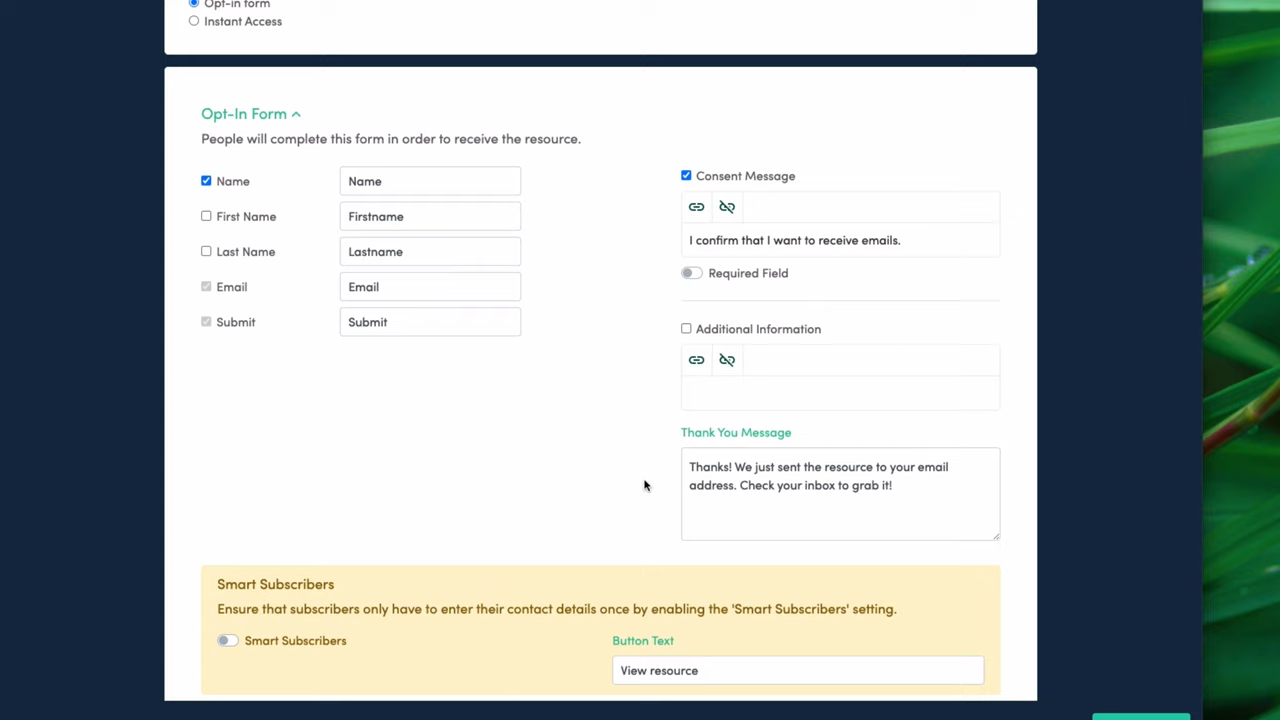 Opt-in form
Instant Access
Opt-In Form
People will complete this form in order to receive the resource.
Name Name
First Name Firstname
Last Name Lastname
Email Email
Submit Submit
Consent Message
I confirm that I want to receive emails.
Required Field
Additional Information
Thank You Message
Thanks! We just sent the resource to your email
address. Check your inbox to grab it!
Smart Subscribers
Ensure that subscribers only have to enter their contact details once by enabling the 'Smart Subscribers' setting.
Smart Subscribers
Button Text
View resource